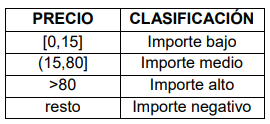 PRECIO CLASIFICACIÓN
[0,15] Importe bajo
(15,80] Importe medio
>80 Importe alto
resto Importe negativo